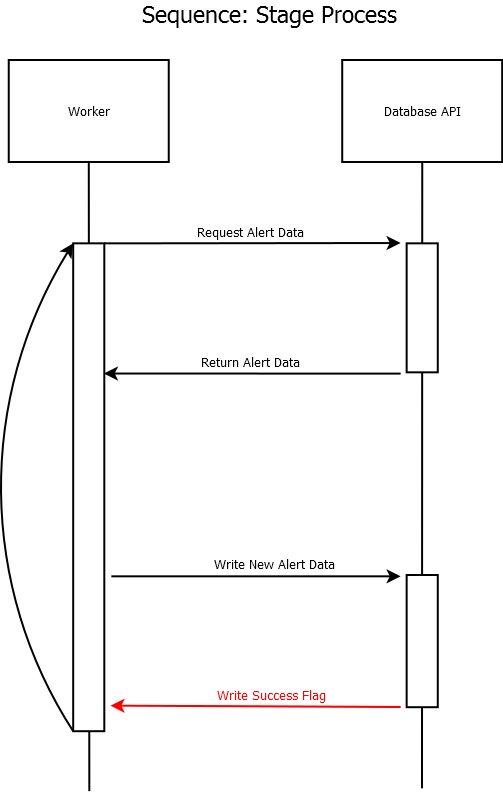 Sequence: Stage Process
Worker
Database API
Request Alert Data
Return Alert Data
Write New Alert Data
Write Success Flag